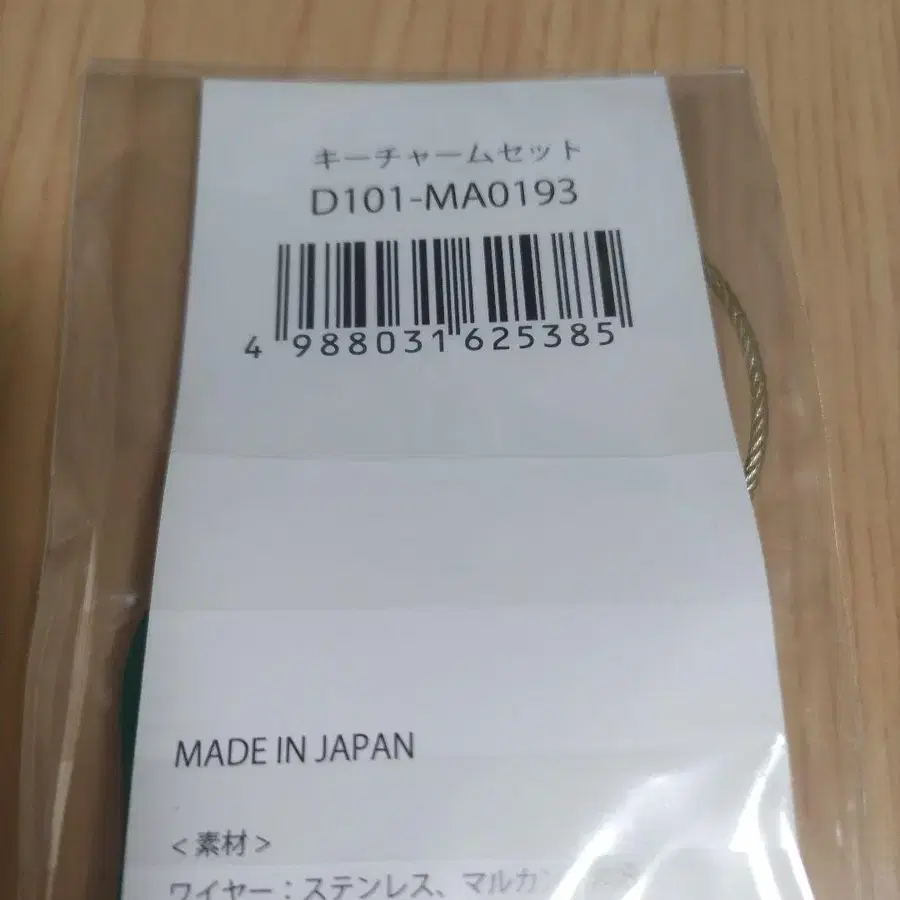 キーチャームセット
D101-MA0193
4 988031 625385
MADE IN JAPAN
<素材>
ワイヤー：ステンレス、マルカン